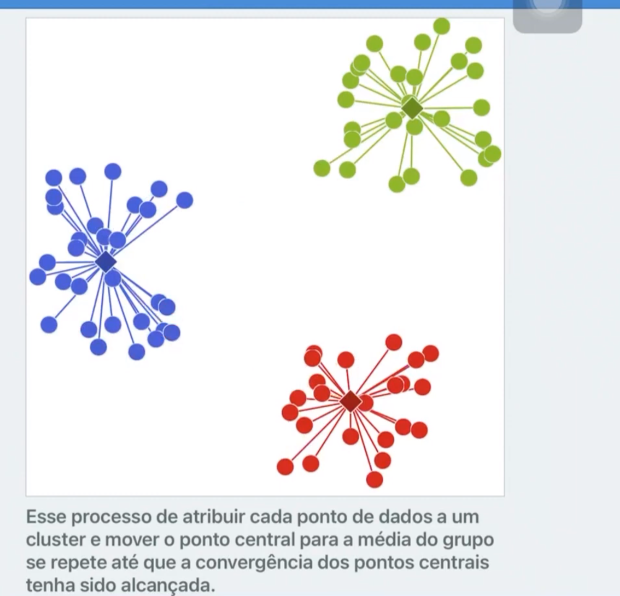 Esse processo de atribuir cada ponto de dados a um
cluster e mover o ponto central para a média do grupo
se repete até que a convergência dos pontos centrais
tenha sido alcançada.